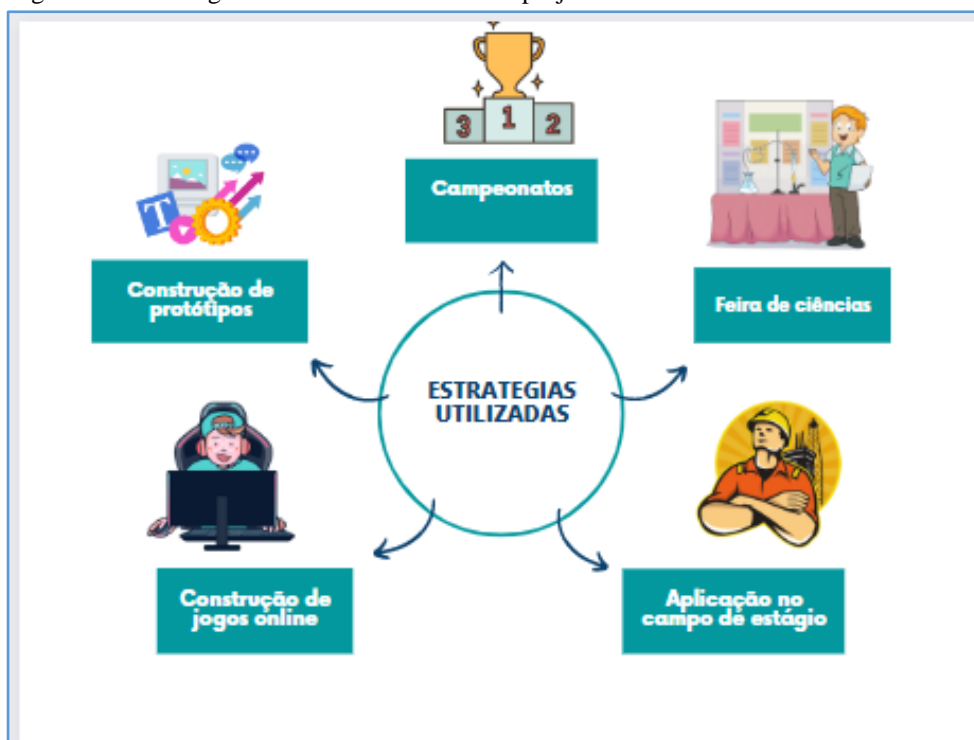 3 1 2
Campeonatos
T
Construção de
protótipos
Feira de ciências
ESTRATEGIAS
UTILIZADAS
Construção de
jogos online
Aplicação no
campo de estágio